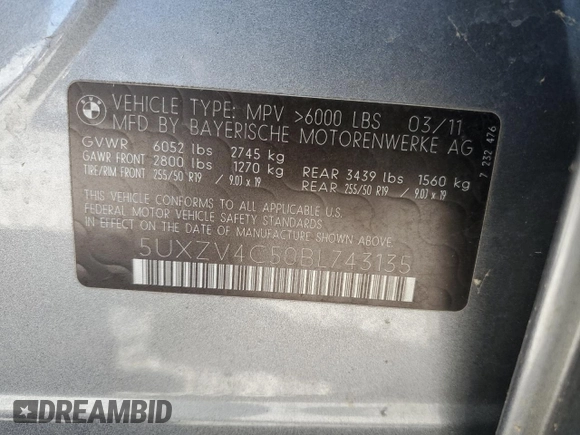 BMW
VEHICLE TYPE: MPV >6000 LBS 03/11
MFD BY BAYERISCHE MOTORENWERKE AG
GVWR 6052 lbs 2745 kg
GAWR FRONT 2800 lbs 1270 kg REAR 3439 lbs 1560 kg
TIRE/RIM FRONT 255/50 R19 / 9.0J x 19 REAR 255/50 R19 / 9.0J x 19
THIS VEHICLE CONFORMS TO ALL APPLICABLE U.S.
FEDERAL MOTOR VEHICLE SAFETY STANDARDS IN
EFFECT ON THE DATE OF MANUFACTURE SHOWN ABOVE.
5UXZV4C50BL743135
7 232 476
DREAMBID